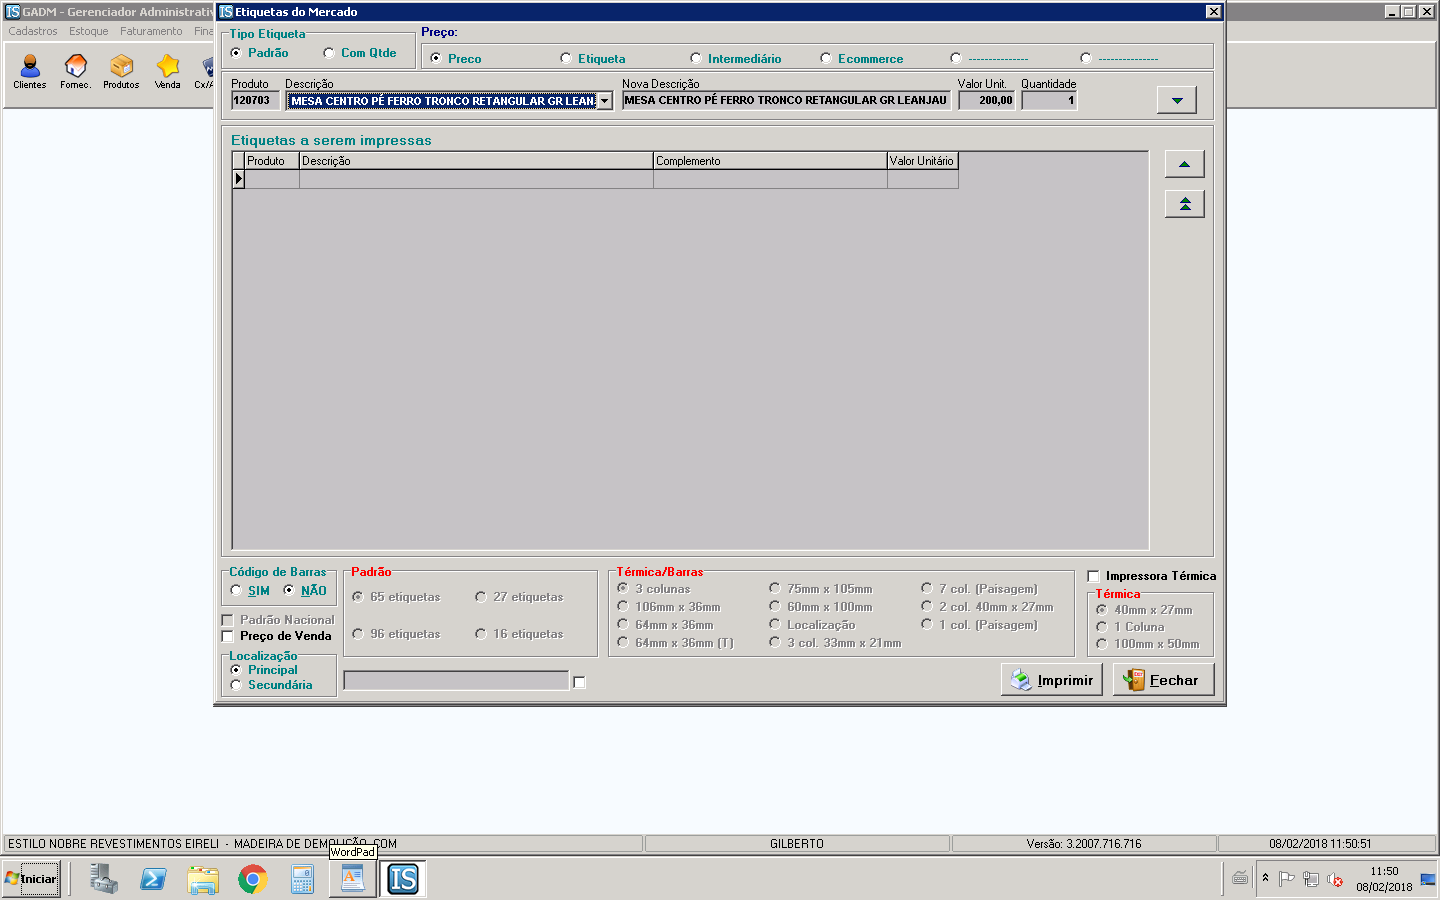 GADM - Gerenciador Administrativ
Etiquetas do Mercado
Cadastros Estoque Faturamento Fina
Clientes Fornec. Produtos Venda Cx/A
Tipo Etiqueta
Padrão Com Qtde
Preço:
Preco Etiqueta Intermediário Ecommerce --------------- ---------------
Produto Descrição Nova Descrição Valor Unit. Quantidade
120703 MESA CENTRO PÉ FERRO TRONCO RETANGULAR GR LEAN. MESA CENTRO PÉ FERRO TRONCO RETANGULAR GR LEANJAU 200,00 1
Etiquetas a serem impressas
Produto Descrição Complemento Valor Unitário
Código de Barras
SIM NÃO
Padrão Nacional
Preço de Venda
Localização
Principal
Secundária
Padrão
65 etiquetas 27 etiquetas
96 etiquetas 16 etiquetas
Térmica/Barras
3 colunas 75mm x 105mm 7 col. (Paisagem)
106mm x 36mm 60mm x 100mm 2 col. 40mm x 27mm
64mm x 36mm Localização 1 col. (Paisagem)
64mm x 36mm (T) 3 col. 33mm x 21mm
Impressora Térmica
Térmica
40mm x 27mm
1 Coluna
100mm x 50mm
Imprimir Fechar
ESTILO NOBRE REVESTIMENTOS EIRELI - MADEIRA DE DEMOLIÇÃO .COM GILBERTO Versão: 3.2007.716.716 08/02/2018 11:50:51
WordPad
Iniciar
11:50
08/02/2018